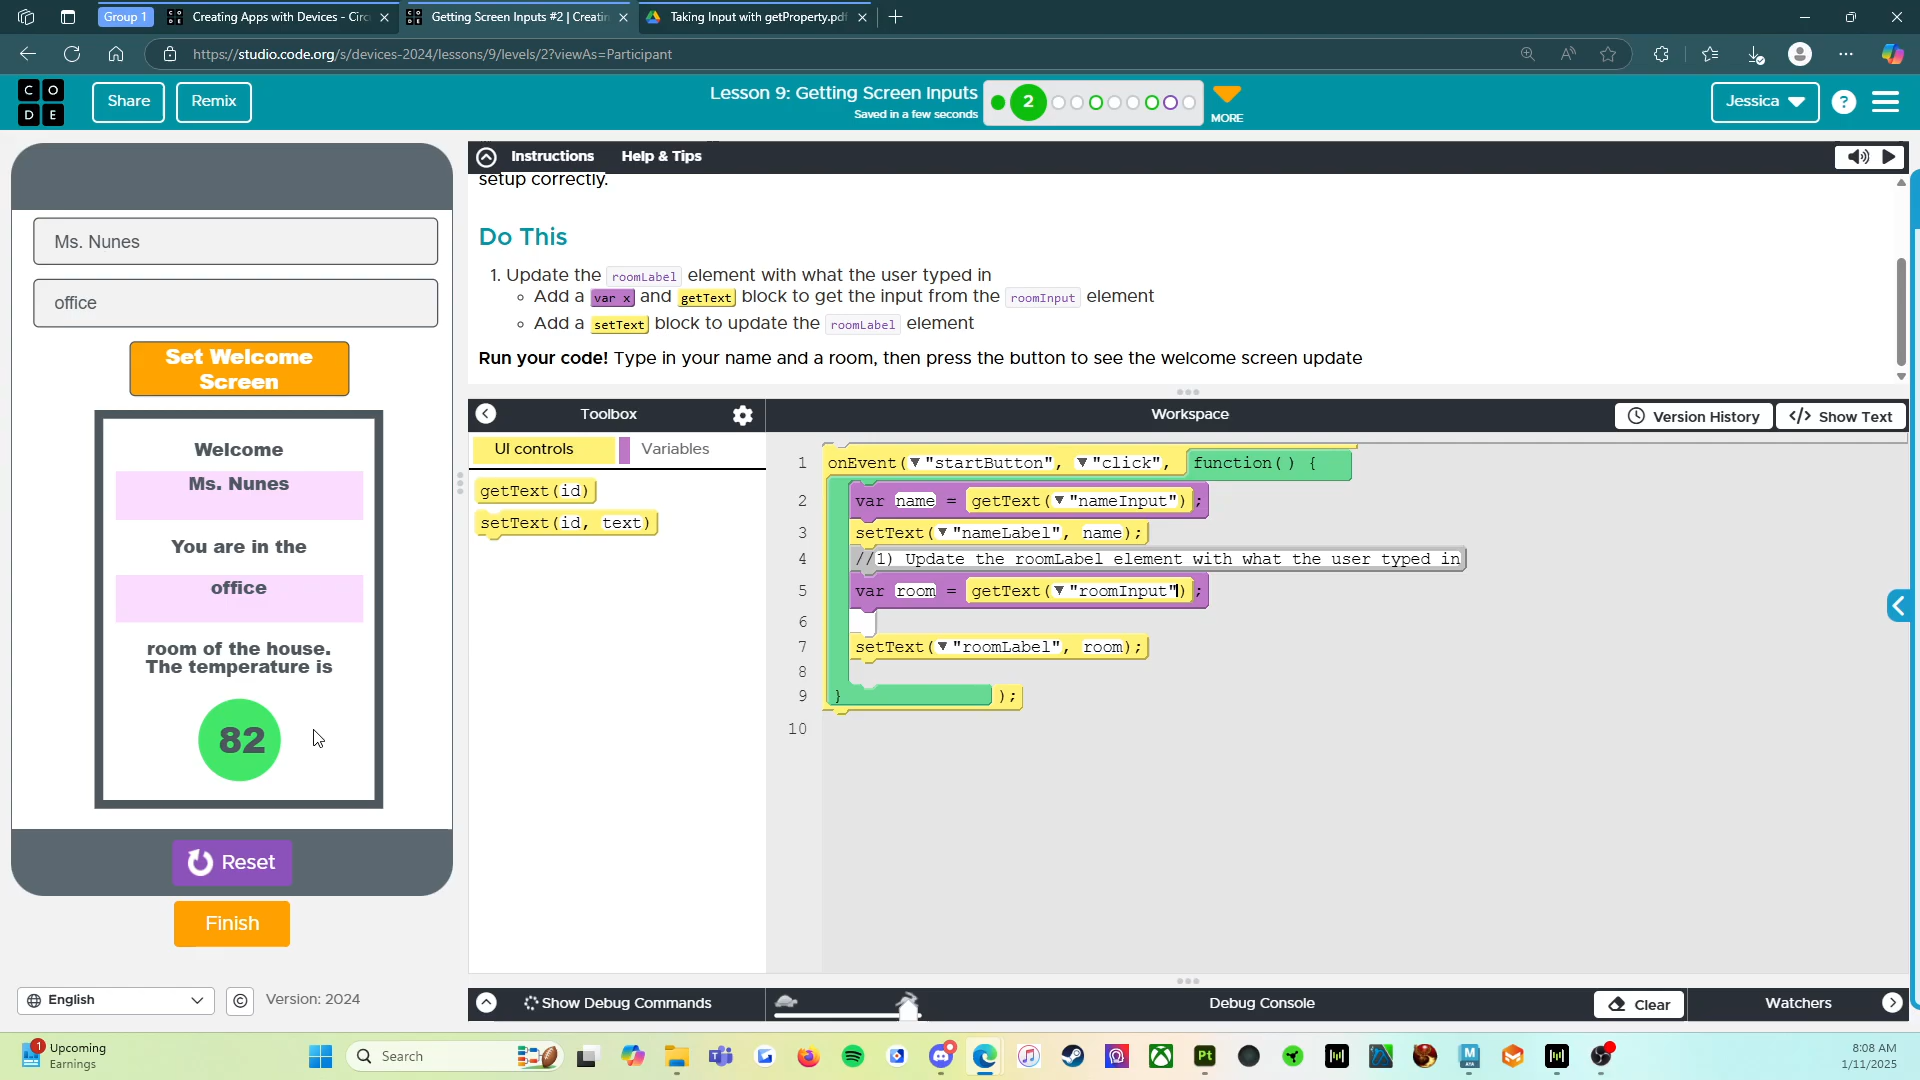 Group 1
Creating Apps with Devices - Circ
Getting Screen Inputs #2 | Creatin
Taking Input with getProperty.pdf
https://studio.code.org/s/devices-2024/lessons/9/levels/2?viewAs=Participant
C O
D E
Share
Remix
Lesson 9: Getting Screen Inputs
Saved in a few seconds
2
MORE
Jessica
?
Instructions
Help & Tips
setup correctly.
Do This
1. Update the roomLabel element with what the user typed in
Add a var x and getText block to get the input from the roomInput element
Add a setText block to update the roomLabel element
Run your code! Type in your name and a room, then press the button to see the welcome screen update
Ms. Nunes
office
Set Welcome
Screen
Welcome
Ms. Nunes
You are in the
office
room of the house.
The temperature is
82
Reset
Finish
English
©
Version: 2024
Toolbox
Workspace
Version History
</> Show Text
UI controls
Variables
getText(id)
setText(id, text)
1 onEvent(▼"startButton", ▼"click", function() {
2 var name = getText(▼"nameInput");
3 setText(▼"nameLabel", name);
4 //1) Update the roomLabel element with what the user typed in
5 var room = getText(▼"roomInput");
6
7 setText(▼"roomLabel", room);
8
9 } );
10
Show Debug Commands
Debug Console
Clear
Watchers
1
Upcoming
Earnings
Search
Pt
M
8:08 AM
1/11/2025